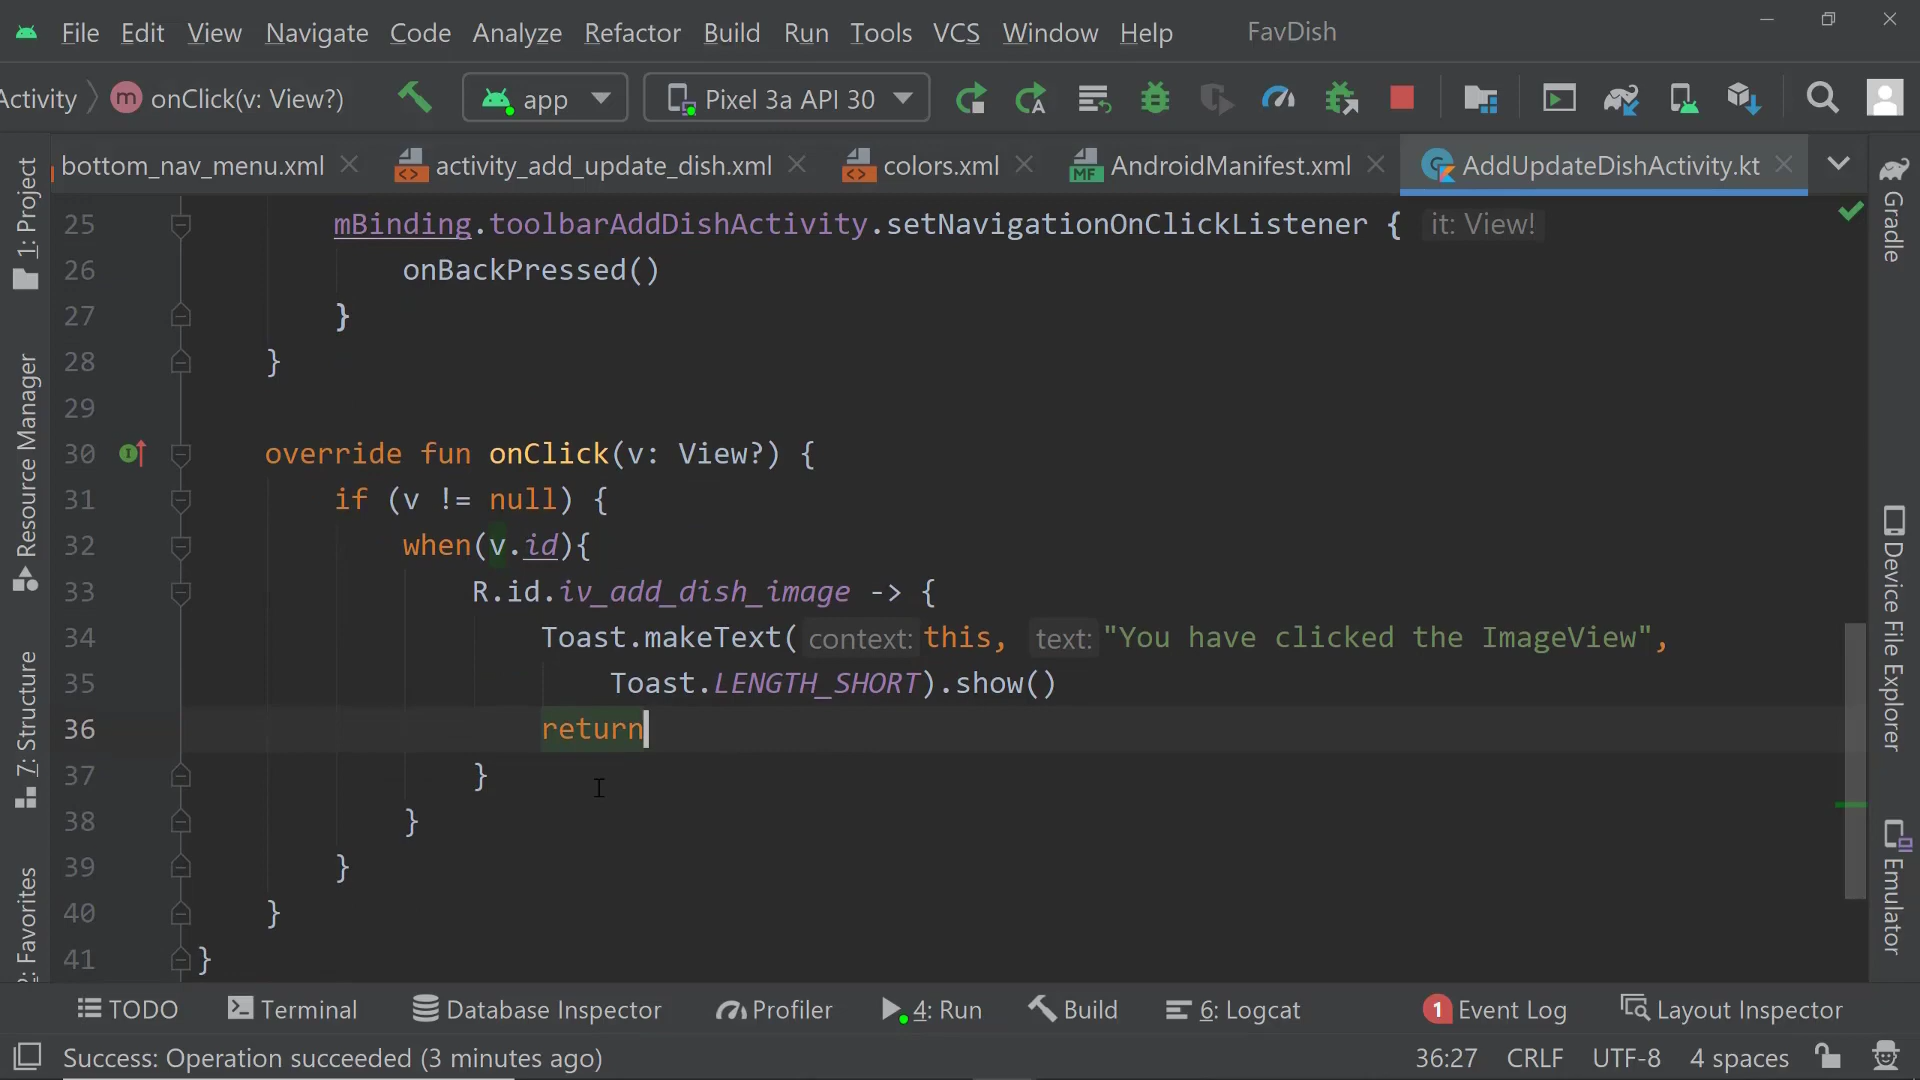 File Edit View Navigate Code Analyze Refactor Build Run Tools VCS Window Help FavDish
Activity onClick(v: View?) app Pixel 3a API 30
bottom_nav_menu.xml activity_add_update_dish.xml colors.xml AndroidManifest.xml AddUpdateDishActivity.kt
25 mBinding.toolbarAddDishActivity.setNavigationOnClickListener { it: View!
26 onBackPressed()
27 }
28 }
29
30 override fun onClick(v: View?) {
31 if (v != null) {
32 when(v.id){
33 R.id.iv_add_dish_image -> {
34 Toast.makeText( context: this, text: "You have clicked the ImageView",
35 Toast.LENGTH_SHORT).show()
36 return
37 }
38 }
39 }
40 }
41 }
1: Project
Resource Manager
7: Structure
2: Favorites
Gradle
Device File Explorer
Emulator
TODO Terminal Database Inspector Profiler 4: Run Build 6: Logcat 1 Event Log Layout Inspector
Success: Operation succeeded (3 minutes ago) 36:27 CRLF UTF-8 4 spaces